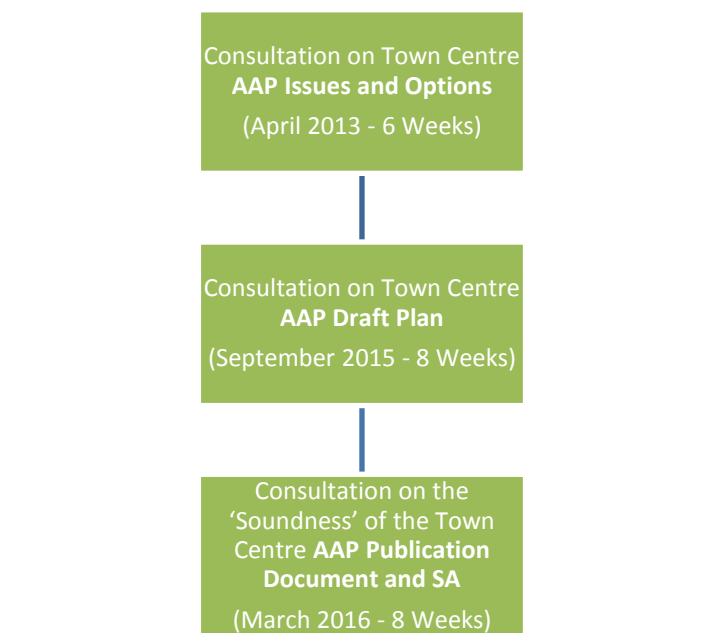 Consultation on Town Centre
AAP Issues and Options
(April 2013 - 6 Weeks)
Consultation on Town Centre
AAP Draft Plan
(September 2015 - 8 Weeks)
Consultation on the
‘Soundness’ of the Town
Centre AAP Publication
Document and SA
(March 2016 - 8 Weeks)